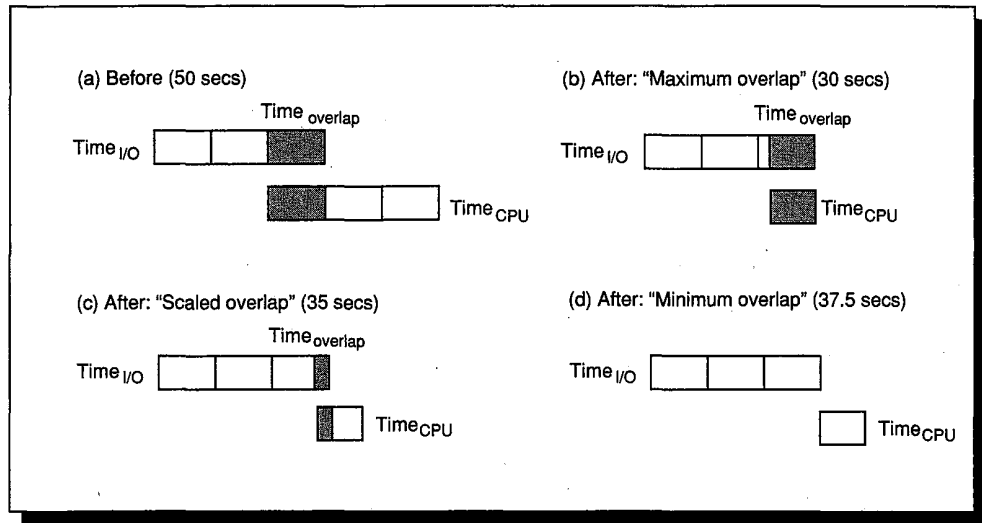 (a) Before (50 secs)
Time overlap
Time I/O
Time CPU
(b) After: “Maximum overlap” (30 secs)
Time overlap
Time I/O
Time CPU
(c) After: “Scaled overlap” (35 secs)
Time overlap
Time I/O
Time CPU
(d) After: “Minimum overlap” (37.5 secs)
Time I/O
Time CPU